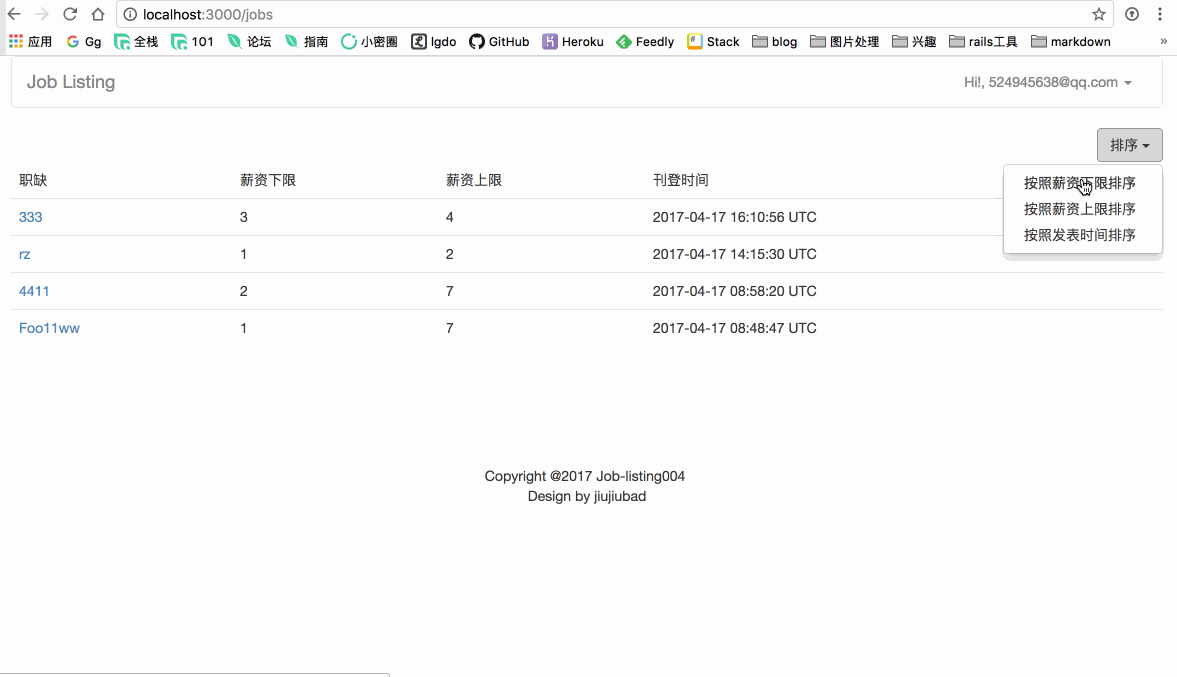 localhost:3000/jobs
应用 Gg 全栈 101 论坛 指南 小密圈 lgdo GitHub Heroku Feedly Stack blog 图片处理 兴趣 rails工具 markdown »
Job Listing Hi!, 524945638@qq.com
排序
职缺 薪资下限 薪资上限 刊登时间
按照薪资下限排序
按照薪资上限排序
按照发表时间排序
333 3 4 2017-04-17 16:10:56 UTC
rz 1 2 2017-04-17 14:15:30 UTC
4411 2 7 2017-04-17 08:58:20 UTC
Foo11ww 1 7 2017-04-17 08:48:47 UTC
Copyright @2017 Job-listing004
Design by jiujiubad